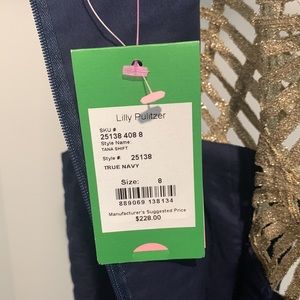 Lilly Pulitzer
SKU #
25138 408 8
Style Name:
TANA SHIFT
Style #: 25138
TRUE NAVY
Size: 8
889069 138134
Manufacturer's Suggested Price
$228.00